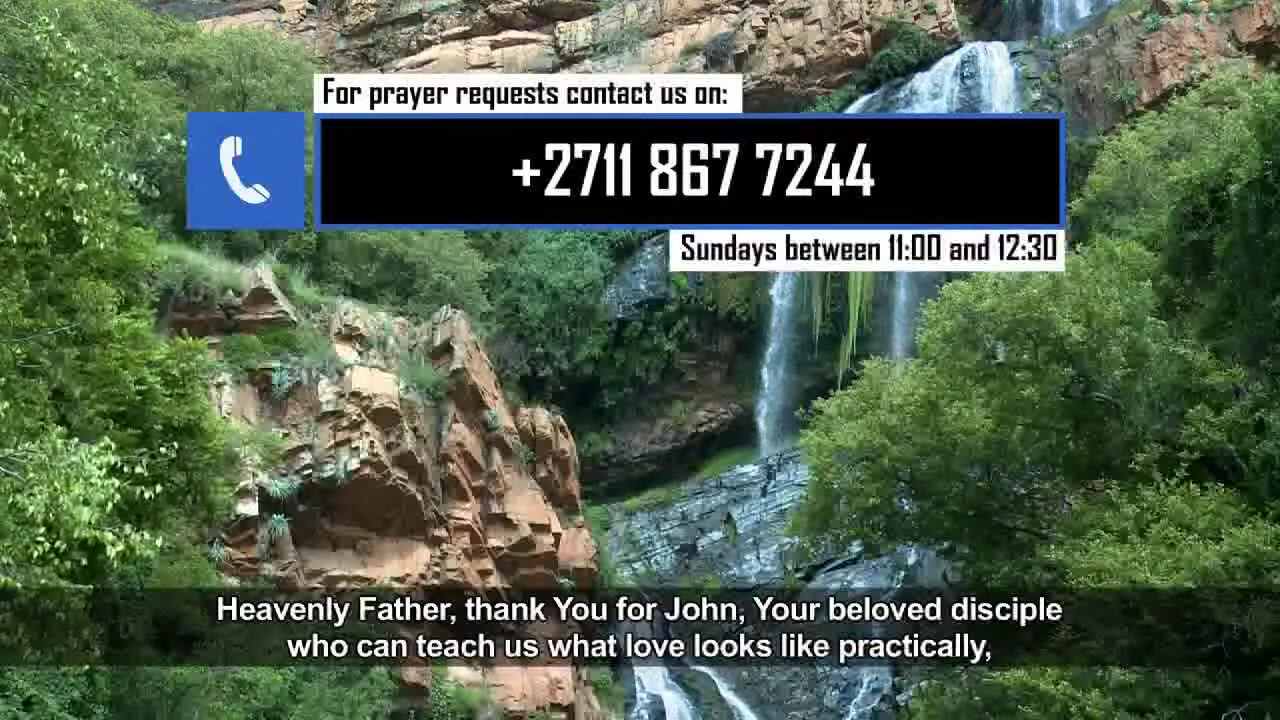 For prayer requests contact us on:
+2711 867 7244
Sundays between 11:00 and 12:30
Heavenly Father, thank You for John, Your beloved disciple
who can teach us what love looks like practically,